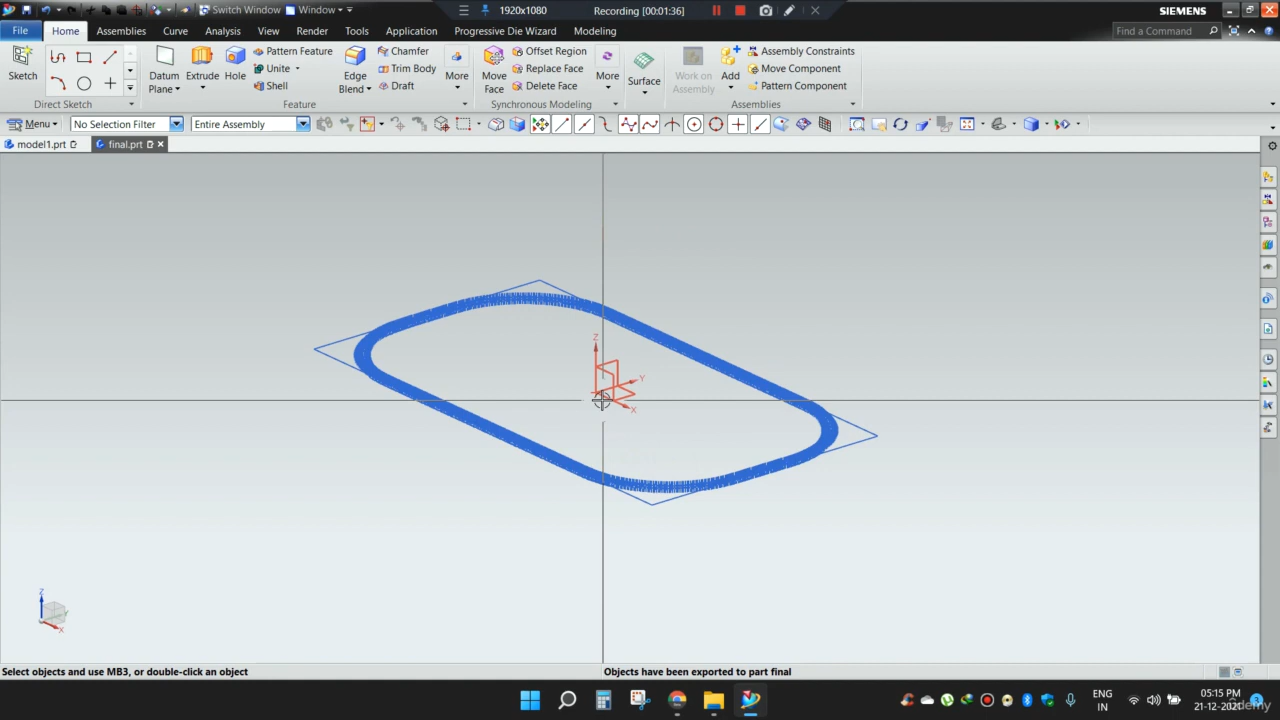 Switch Window Window 1920x1080 Recording [00:01:36] SIEMENS
File Home Assemblies Curve Analysis View Render Tools Application Progressive Die Wizard Modeling Find a Command
Sketch
Direct Sketch
Datum Plane
Extrude
Hole
Pattern Feature
Unite
Shell
Edge Blend
Chamfer
Trim Body
Draft
More
Feature
Move Face
Offset Region
Replace Face
Delete Face
More
Synchronous Modeling
Surface
Work on Assembly
Add
Assembly Constraints
Move Component
Pattern Component
Assemblies
Menu No Selection Filter Entire Assembly
model1.prt final.prt
Z
Y
X
Z
Y
X
Select objects and use MB3, or double-click an object Objects have been exported to part final
ENG
IN
05:15 PM
21-12-2021
Udemy